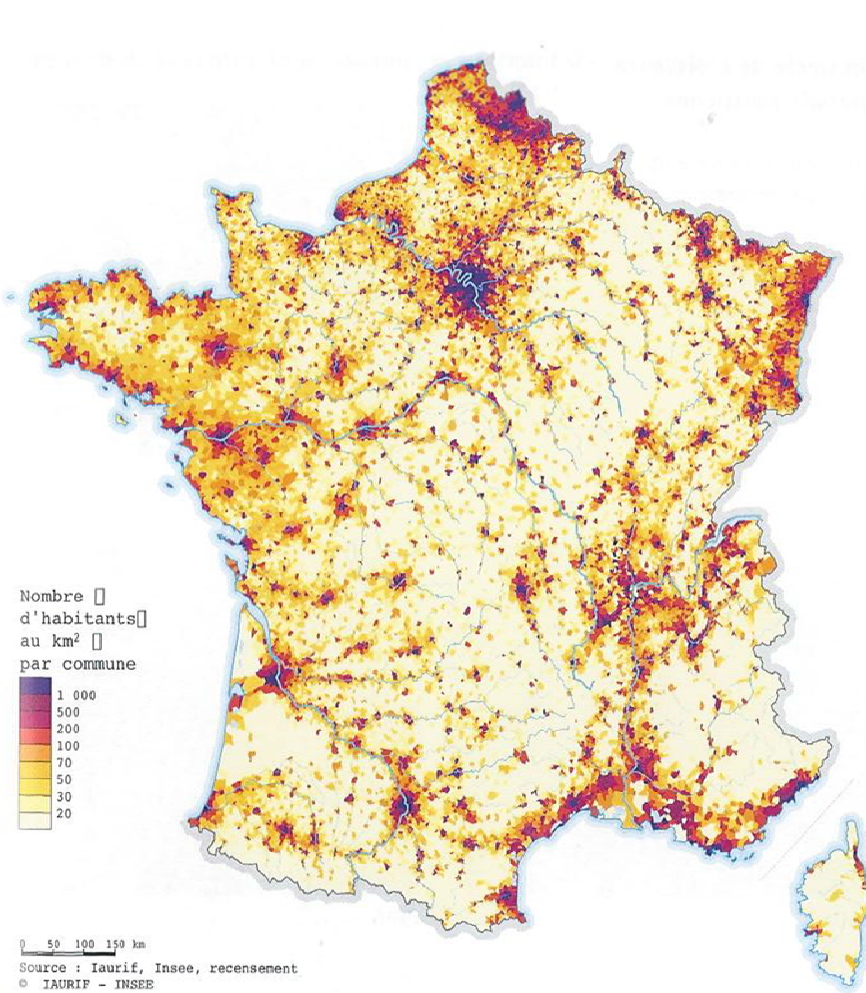 Nombre
d'habitants
au km²
par commune
1 000
500
200
100
70
50
30
20
0 50 100 150 km
Source : Iaurif, Insee, recensement
© IAURIF - INSEE